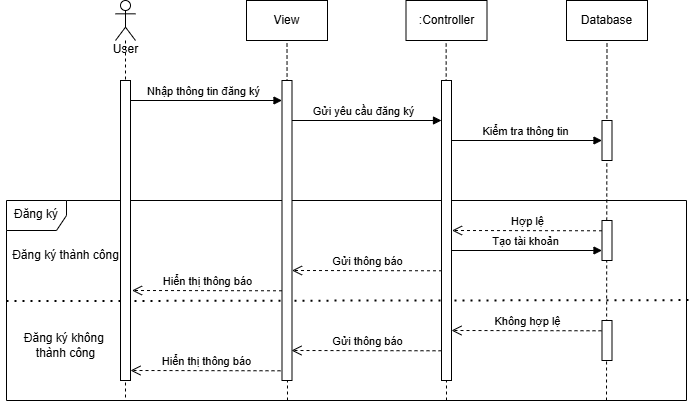 User
View
:Controller
Database
Nhập thông tin đăng ký
Gửi yêu cầu đăng ký
Kiểm tra thông tin
Đăng ký
Đăng ký thành công
Hợp lệ
Tạo tài khoản
Gửi thông báo
Hiển thị thông báo
Đăng ký không
thành công
Không hợp lệ
Gửi thông báo
Hiển thị thông báo